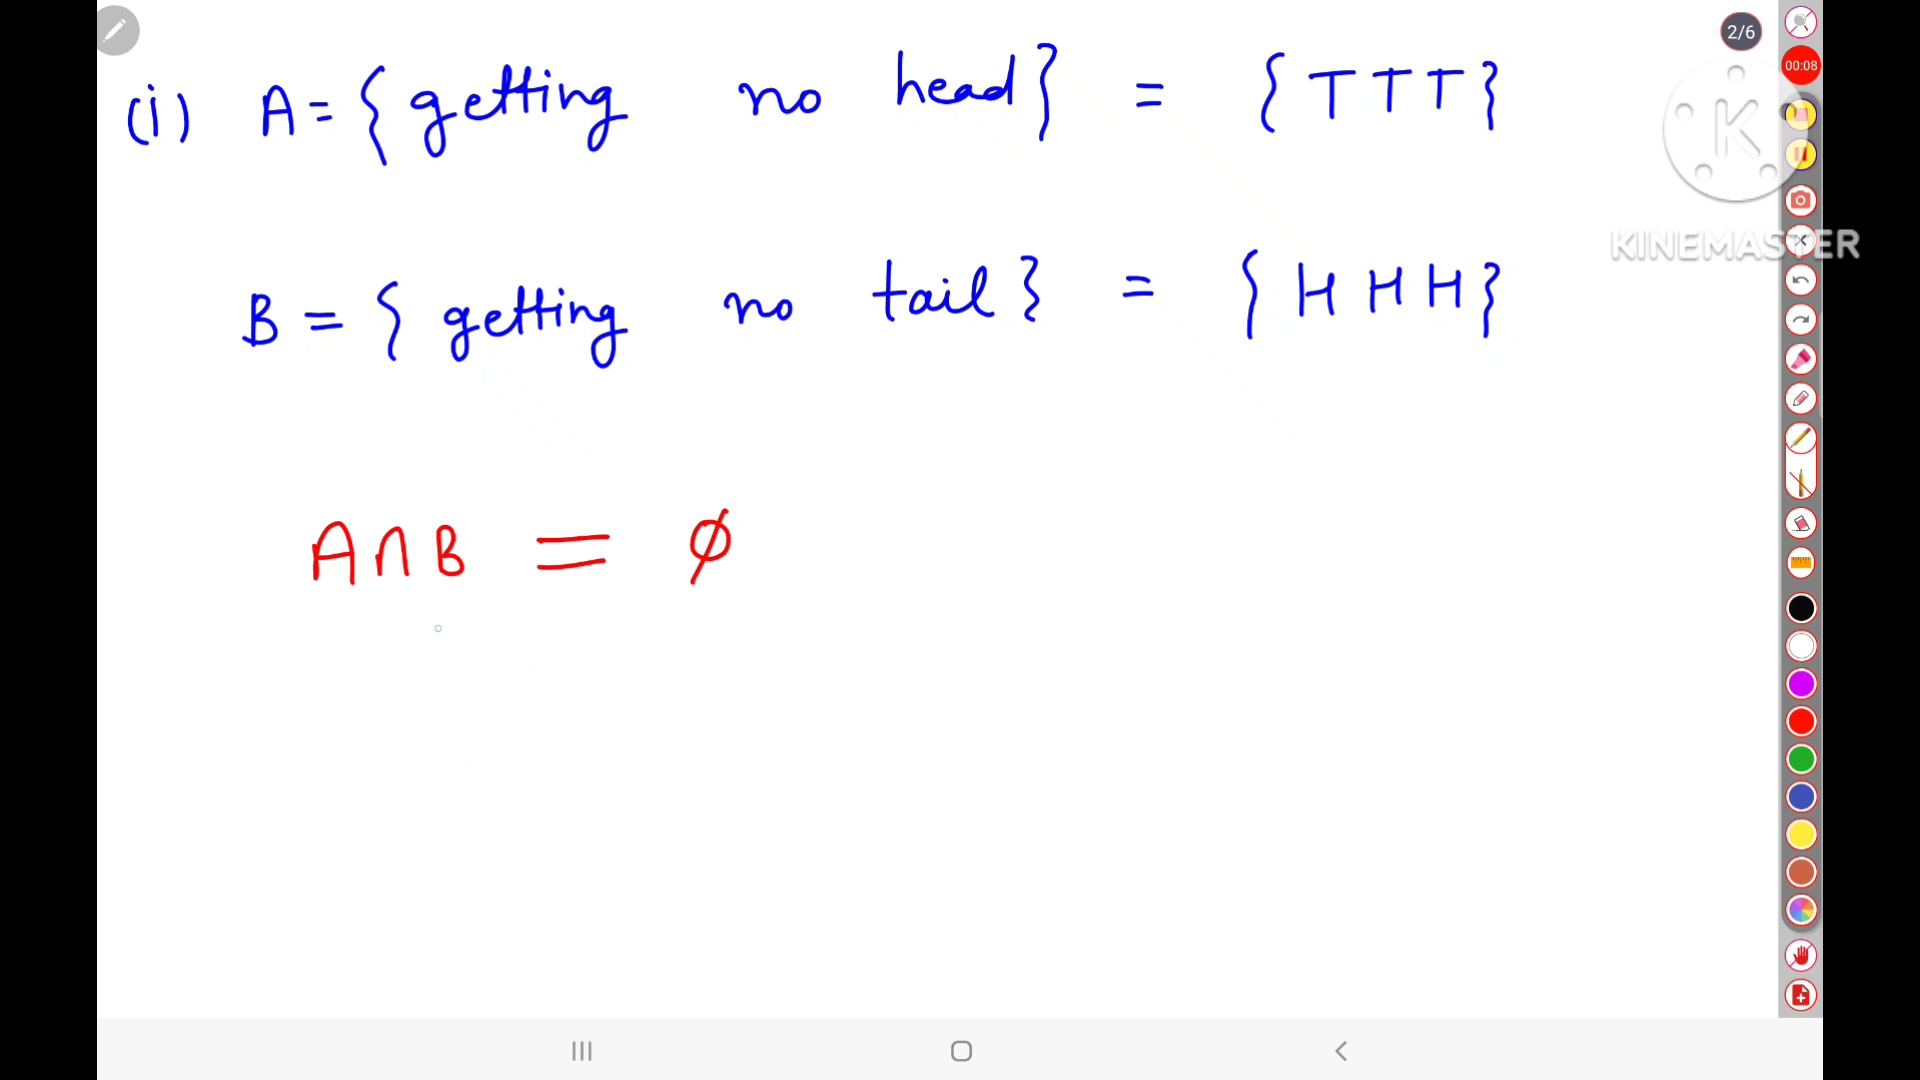 2/6
00:08
(i) A = { getting no head } = { T T T }
K
KINEMASTER
B = { getting no tail } = { H H H }
A ∩ B = ϕ